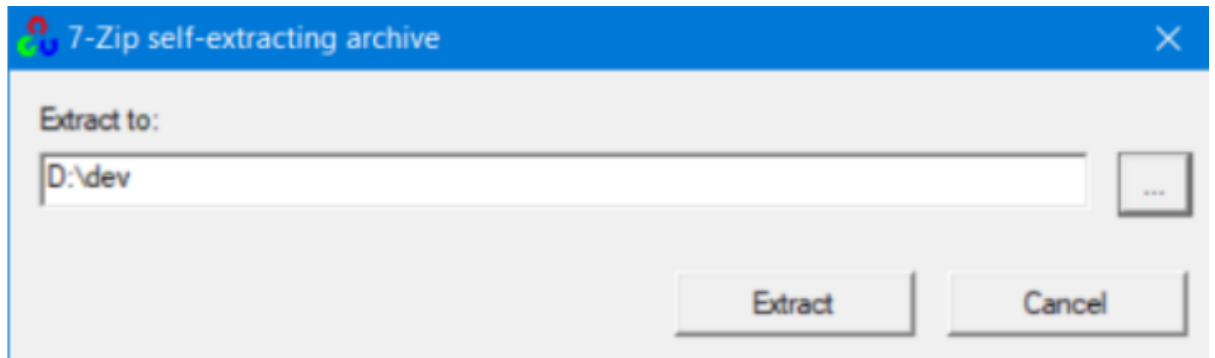 7-Zip self-extracting archive
Extract to:
D:\dev
...
Extract
Cancel